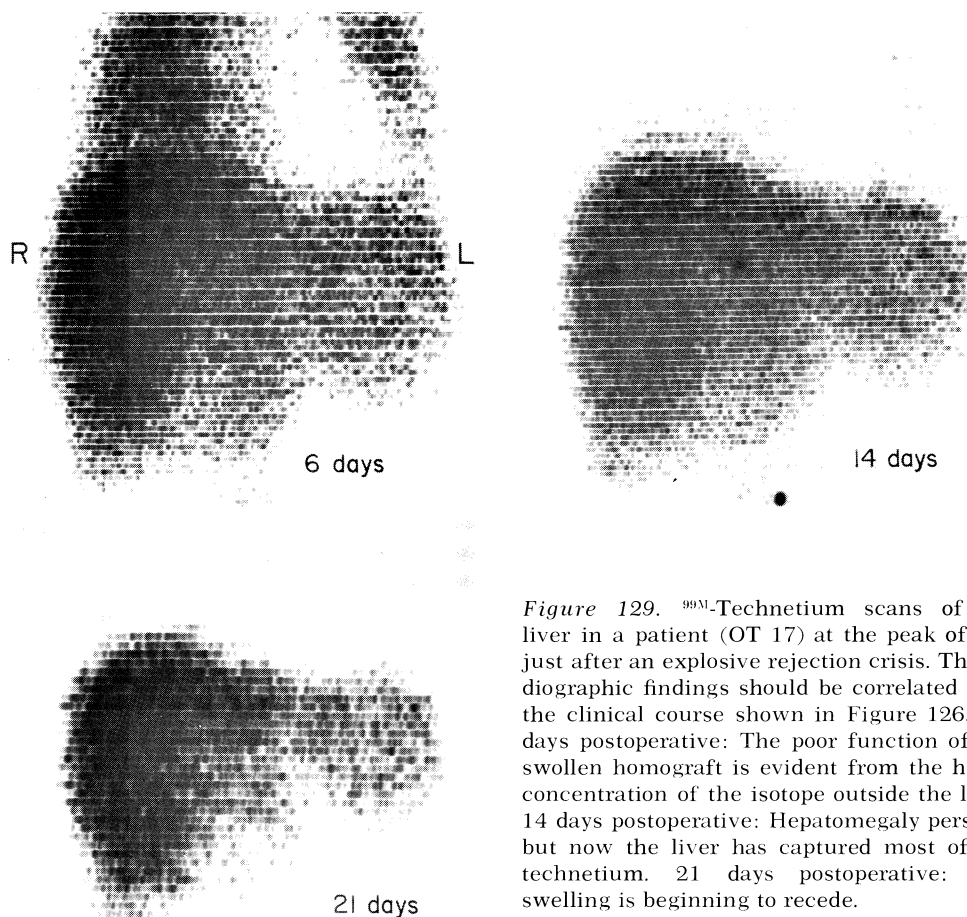 R
L
6 days
14 days
21 days
Figure 129. ⁹⁹ᴹ-Technetium scans of
liver in a patient (OT 17) at the peak of
just after an explosive rejection crisis. Th
diographic findings should be correlated
the clinical course shown in Figure 126.
days postoperative: The poor function of
swollen homograft is evident from the h
concentration of the isotope outside the l
14 days postoperative: Hepatomegaly pers
but now the liver has captured most of
technetium. 21 days postoperative:
swelling is beginning to recede.